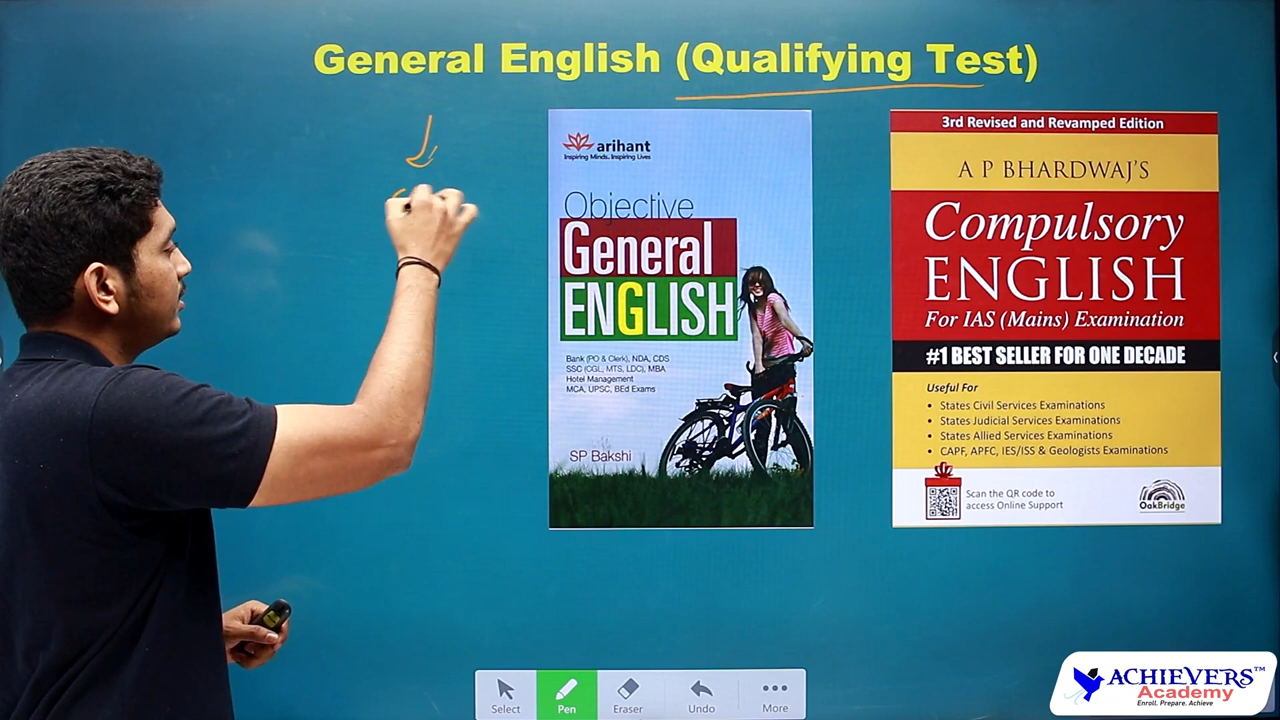 General English (Qualifying Test)
arihant
Inspiring Minds. Inspiring Lives
Objective
General
ENGLISH
Bank (PO & Clerk), NDA, CDS
SSC (CGL, MTS, LDC), MBA
Hotel Management
MCA, UPSC, BEd Exams
SP Bakshi
3rd Revised and Revamped Edition
A P BHARDWAJ'S
Compulsory
ENGLISH
For IAS (Mains) Examination
#1 BEST SELLER FOR ONE DECADE
Useful For
• States Civil Services Examinations
• States Judicial Services Examinations
• States Allied Services Examinations
• CAPF, APFC, IES/ISS & Geologists Examinations
Scan the QR code to
access Online Support
OakBridge
Select
Pen
Eraser
Undo
More
ACHIEVERS™
Academy
Enroll. Prepare. Achieve